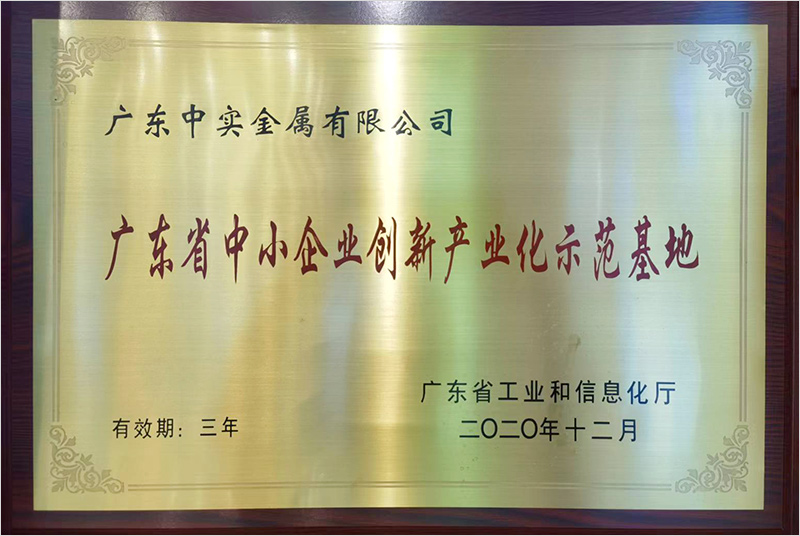 广东中实金属有限公司
广东省中小企业创新产业化示范基地
广东省工业和信息化厅
有效期：三年
二〇二〇年十二月